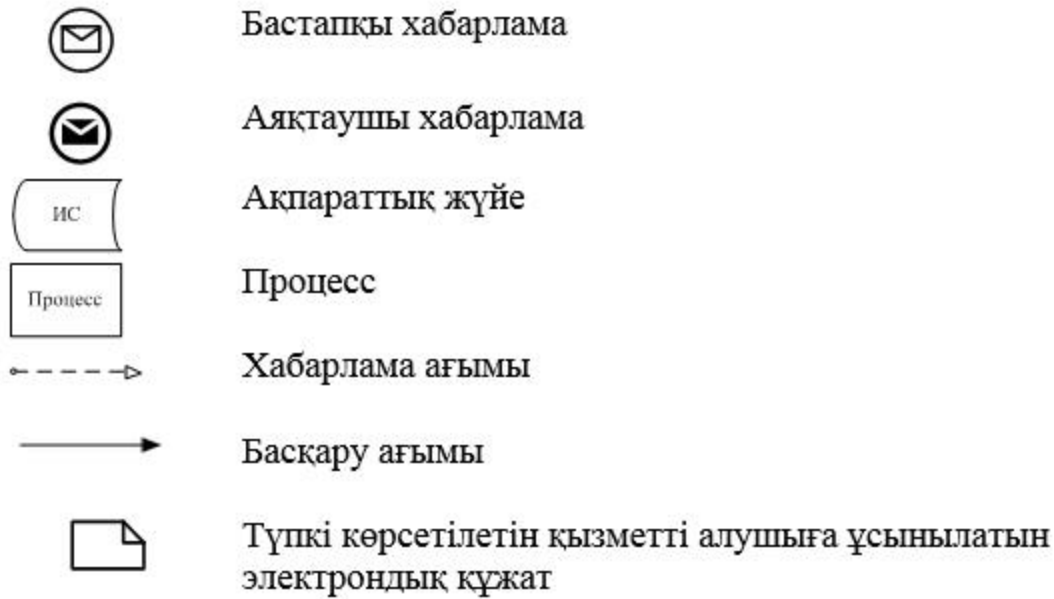 Бастапқы хабарлама
Аяқтаушы хабарлама
ИС
Ақпараттық жүйе
Процесс
Процесс
Хабарлама ағымы
Басқару ағымы
Түпкі көрсетілетін қызметті алушыға ұсынылатын
электрондық құжат